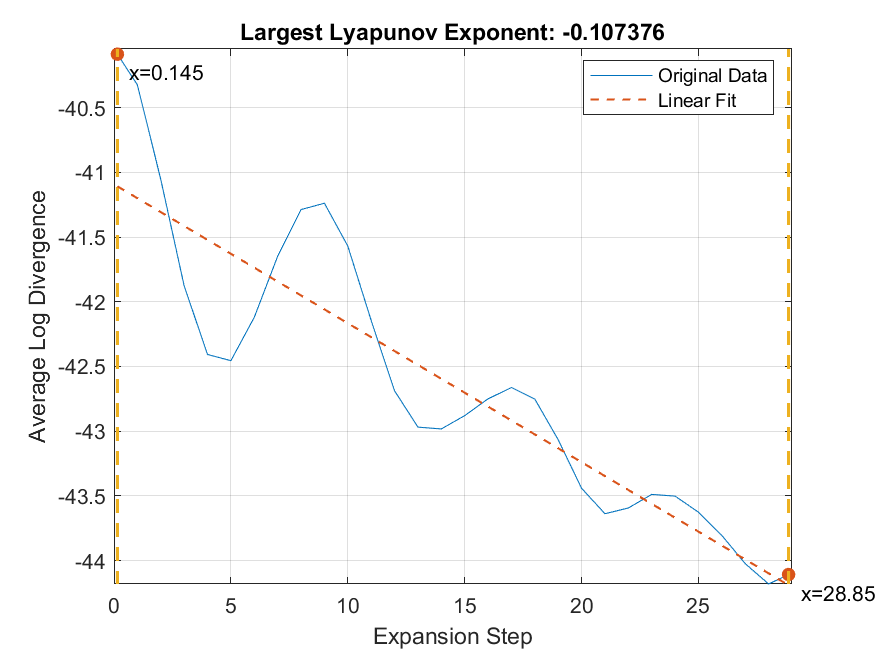 Largest Lyapunov Exponent: -0.107376
x=0.145
Original Data
Linear Fit
-40.5
-41
-41.5
-42
-42.5
-43
-43.5
-44
Average Log Divergence
x=28.85
0 5 10 15 20 25
Expansion Step